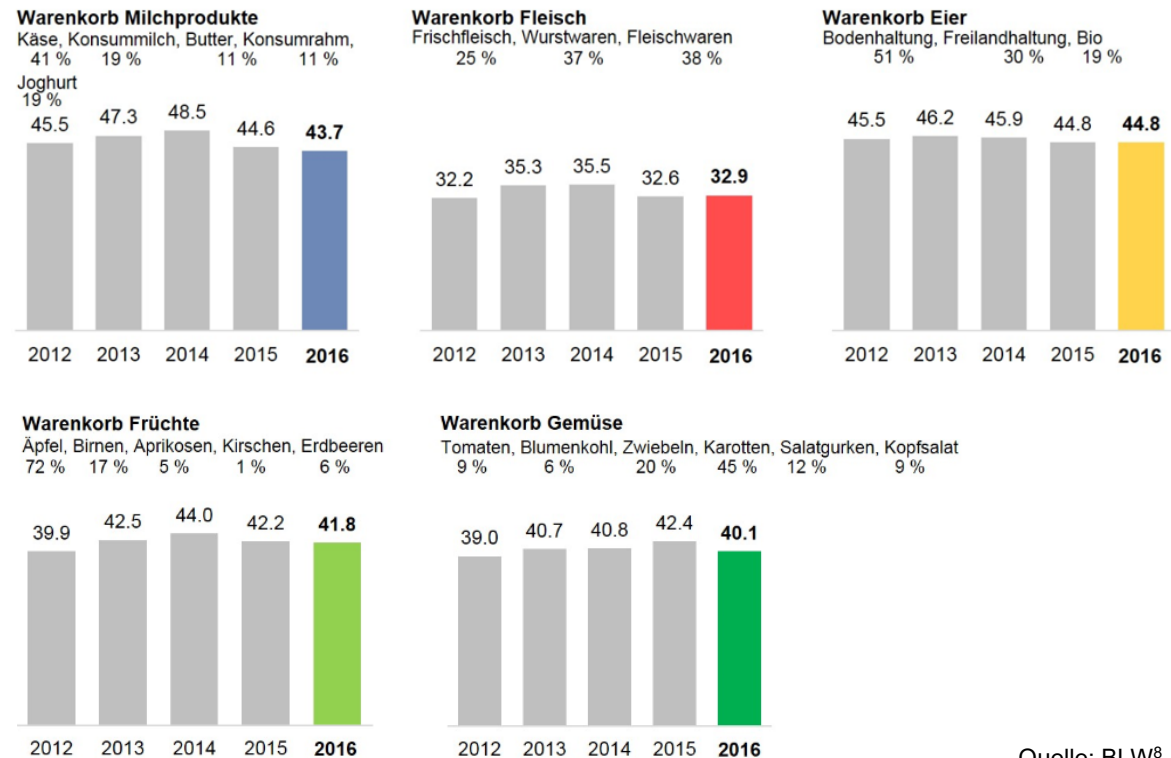 Warenkorb Milchprodukte
Käse, Konsummilch, Butter, Konsumrahm,
41 % 19 % 11 % 11 %
Joghurt
19 %
45.5 47.3 48.5 44.6 43.7
2012 2013 2014 2015 2016
Warenkorb Fleisch
Frischfleisch, Wurstwaren, Fleischwaren
25 % 37 % 38 %
32.2 35.3 35.5 32.6 32.9
2012 2013 2014 2015 2016
Warenkorb Eier
Bodenhaltung, Freilandhaltung, Bio
51 % 30 % 19 %
45.5 46.2 45.9 44.8 44.8
2012 2013 2014 2015 2016
Warenkorb Früchte
Äpfel, Birnen, Aprikosen, Kirschen, Erdbeeren
72 % 17 % 5 % 1 % 6 %
39.9 42.5 44.0 42.2 41.8
2012 2013 2014 2015 2016
Warenkorb Gemüse
Tomaten, Blumenkohl, Zwiebeln, Karotten, Salatgurken, Kopfsalat
9 % 6 % 20 % 45 % 12 % 9 %
39.0 40.7 40.8 42.4 40.1
2012 2013 2014 2015 2016
Quelle: BLW⁸